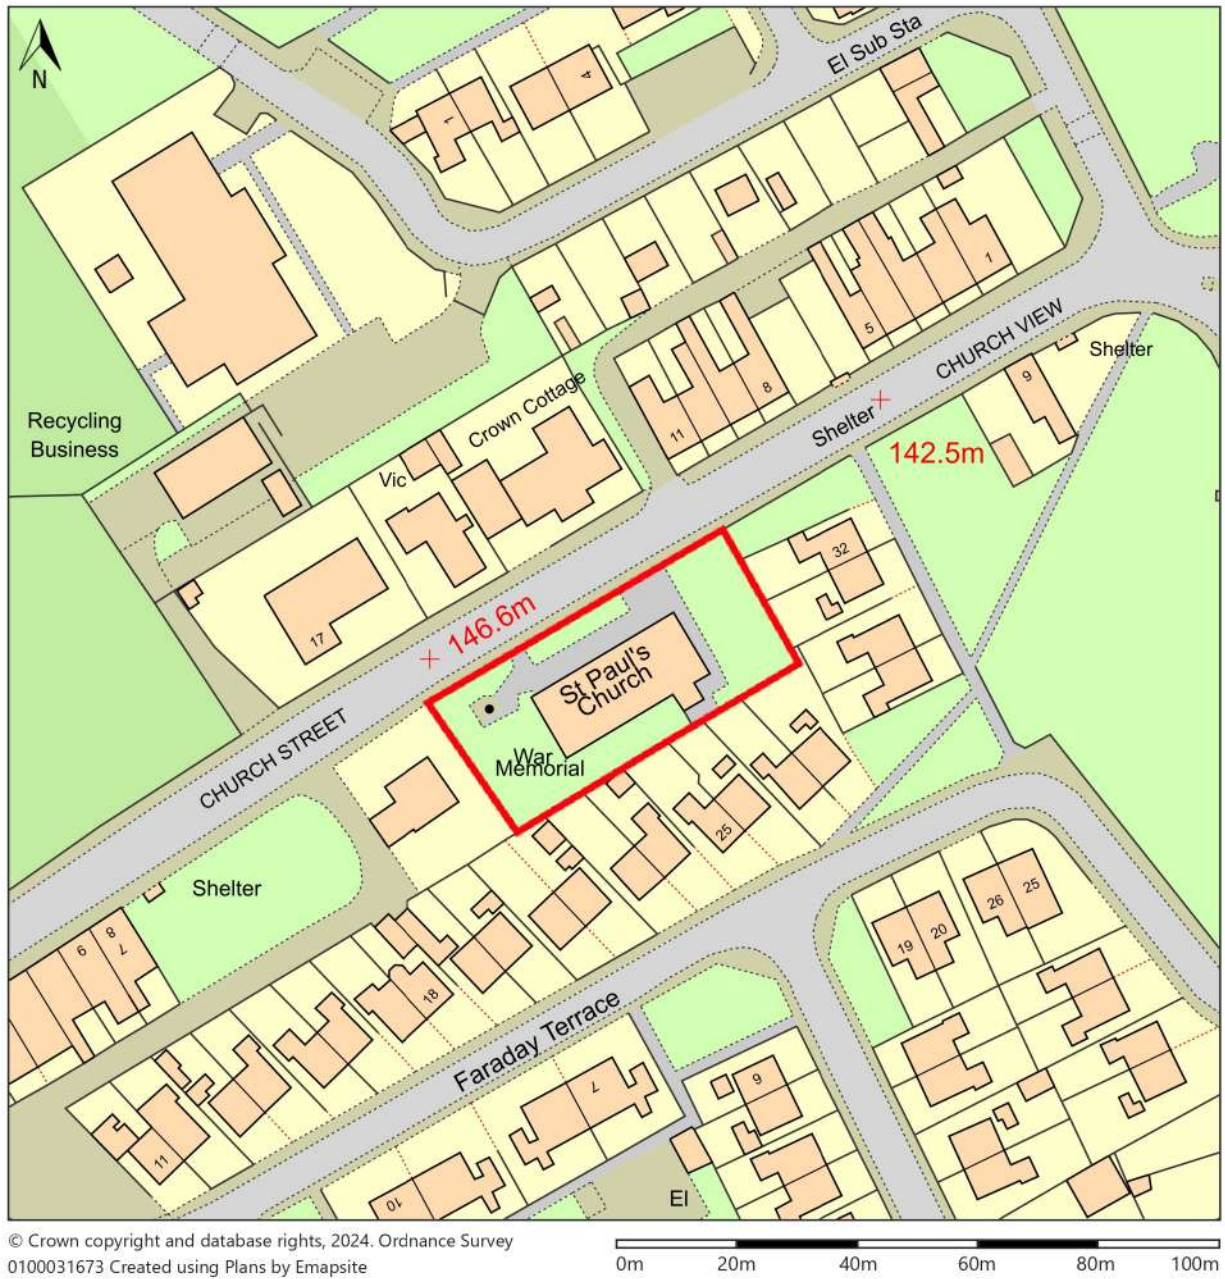 N
El Sub Sta
1
4
1
5
8
11
CHURCH VIEW
Shelter
9
Shelter
142.5m
Recycling
Business
Crown Cottage
Vic
17
32
146.6m
St Paul's
Church
War
Memorial
CHURCH STREET
25
Shelter
9
8
7
18
11
Faraday Terrace
19
20
26
25
7
9
10
El
© Crown copyright and database rights, 2024. Ordnance Survey
0100031673 Created using Plans by Emapsite
0m 20m 40m 60m 80m 100m